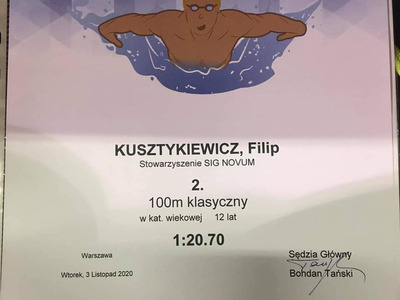 KUSZTYKIEWICZ, Filip
Stowarzyszenie SIG NOVUM
2.
100m klasyczny
w kat. wiekowej 12 lat
1:20.70
Warszawa
Sędzia Główny
Wtorek, 3 Listopad 2020
Bohdan Tański